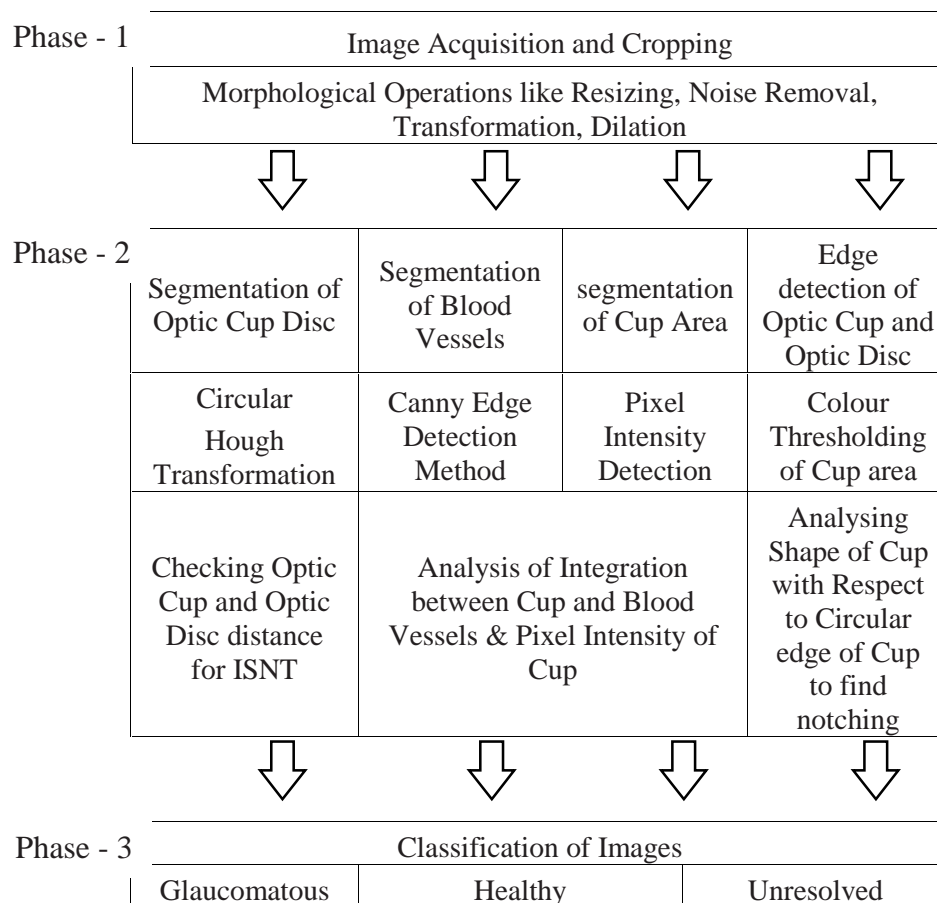 Phase - 1
Image Acquisition and Cropping
Morphological Operations like Resizing, Noise Removal,
Transformation, Dilation
Phase - 2
Segmentation of
Optic Cup Disc
Segmentation
of Blood
Vessels
segmentation
of Cup Area
Edge
detection of
Optic Cup and
Optic Disc
Circular
Hough
Transformation
Canny Edge
Detection
Method
Pixel
Intensity
Detection
Colour
Thresholding
of Cup area
Checking Optic
Cup and Optic
Disc distance
for ISNT
Analysis of Integration
between Cup and Blood
Vessels & Pixel Intensity of
Cup
Analysing
Shape of Cup
with Respect
to Circular
edge of Cup
to find
notching
Phase - 3
Classification of Images
Glaucomatous
Healthy
Unresolved